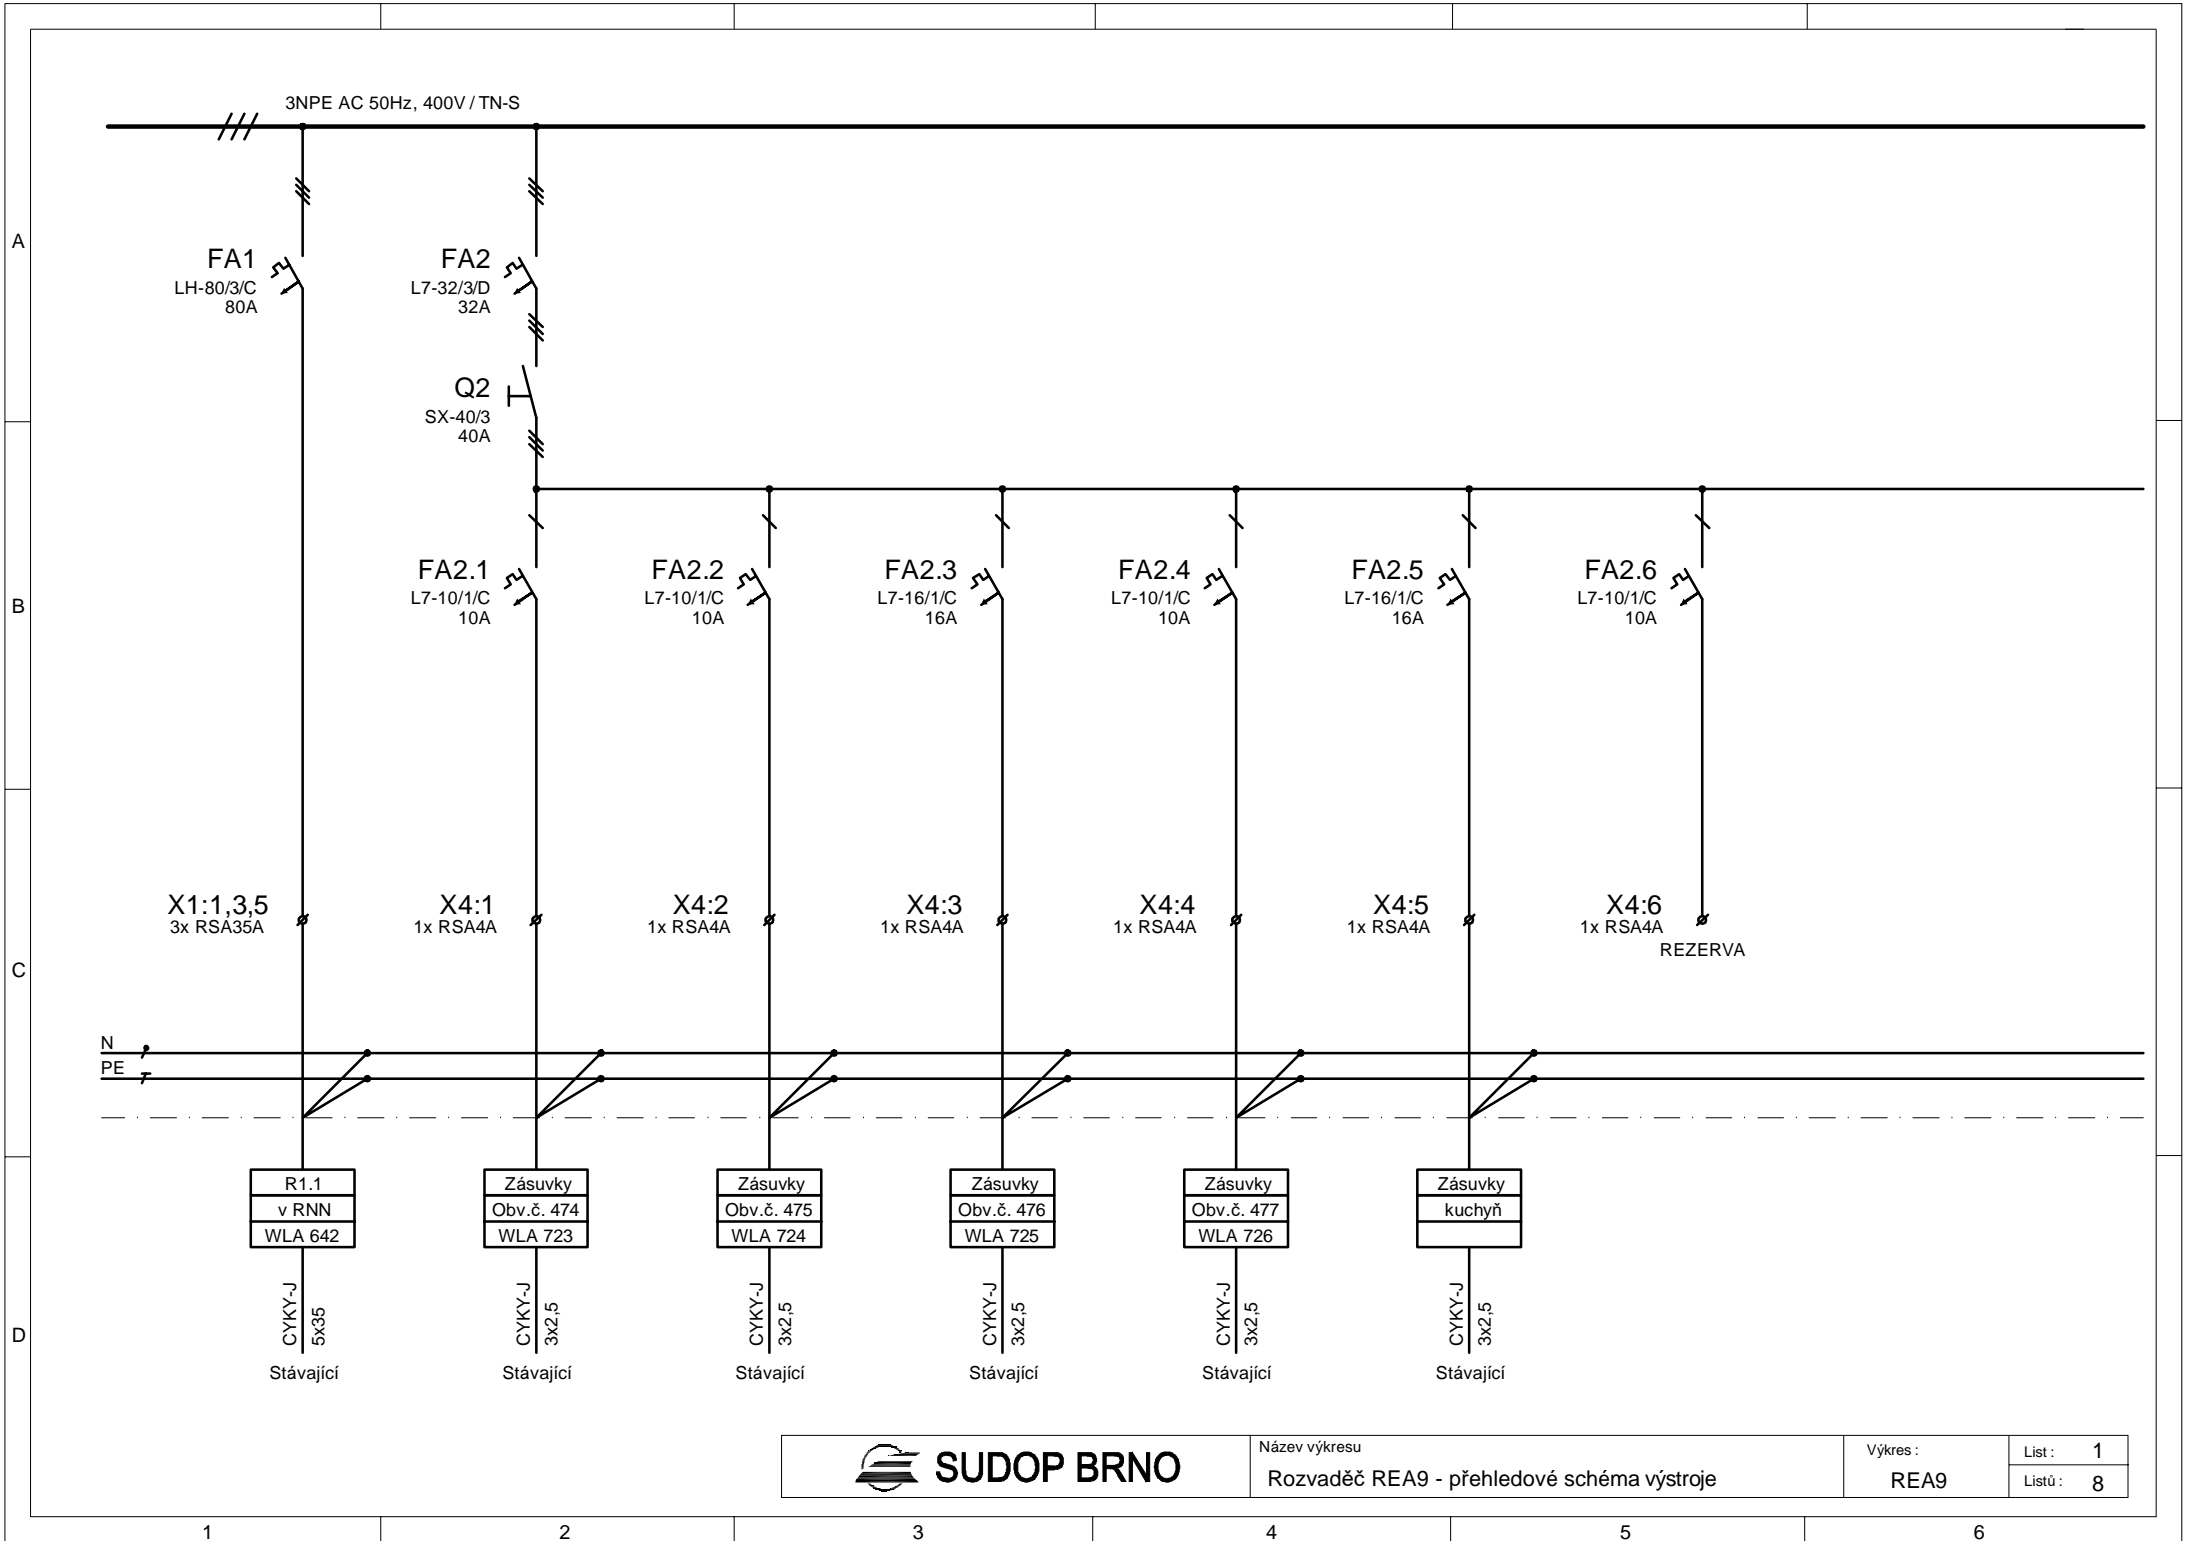 3NPE AC 50Hz, 400V / TN-S
A
FA1
LH-80/3/C
80A
FA2
L7-32/3/D
32A
Q2
SX-40/3
40A
B
FA2.1
L7-10/1/C
10A
FA2.2
L7-10/1/C
10A
FA2.3
L7-16/1/C
16A
FA2.4
L7-10/1/C
10A
FA2.5
L7-16/1/C
16A
FA2.6
L7-10/1/C
10A
X1:1,3,5
3x RSA35A
X4:1
1x RSA4A
X4:2
1x RSA4A
X4:3
1x RSA4A
X4:4
1x RSA4A
X4:5
1x RSA4A
X4:6
1x RSA4A
REZERVA
C
N
PE
R1.1
v RNN
WLA 642
Zásuvky
Obv.č. 474
WLA 723
Zásuvky
Obv.č. 475
WLA 724
Zásuvky
Obv.č. 476
WLA 725
Zásuvky
Obv.č. 477
WLA 726
Zásuvky
kuchyň
D
CYKY-J
5x35
Stávající
CYKY-J
3x2,5
Stávající
CYKY-J
3x2,5
Stávající
CYKY-J
3x2,5
Stávající
CYKY-J
3x2,5
Stávající
CYKY-J
3x2,5
Stávající
SUDOP BRNO
Název výkresu
Rozvaděč REA9 - přehledové schéma výstroje
Výkres :
REA9
List : 1
Listů : 8
1 2 3 4 5 6